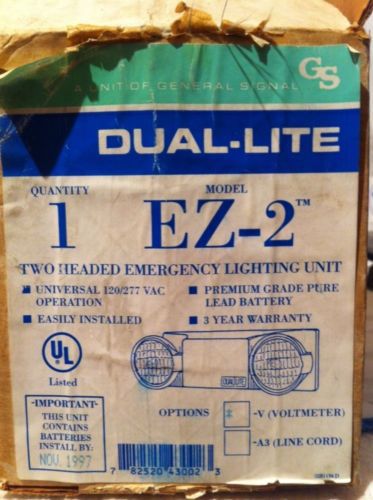 GS
A UNIT OF GENERAL SIGNAL
DUAL-LITE
QUANTITY
1
MODEL
EZ-2™
TWO HEADED EMERGENCY LIGHTING UNIT
UNIVERSAL 120/277 VAC
OPERATION
EASILY INSTALLED
PREMIUM GRADE PURE
LEAD BATTERY
3 YEAR WARRANTY
UL
Listed
DUAL-LITE
-IMPORTANT-
THIS UNIT
CONTAINS
BATTERIES
INSTALL BY:
NOV. 1997
OPTIONS
-V (VOLTMETER)
-A3 (LINE CORD)
7 82520 43002 3